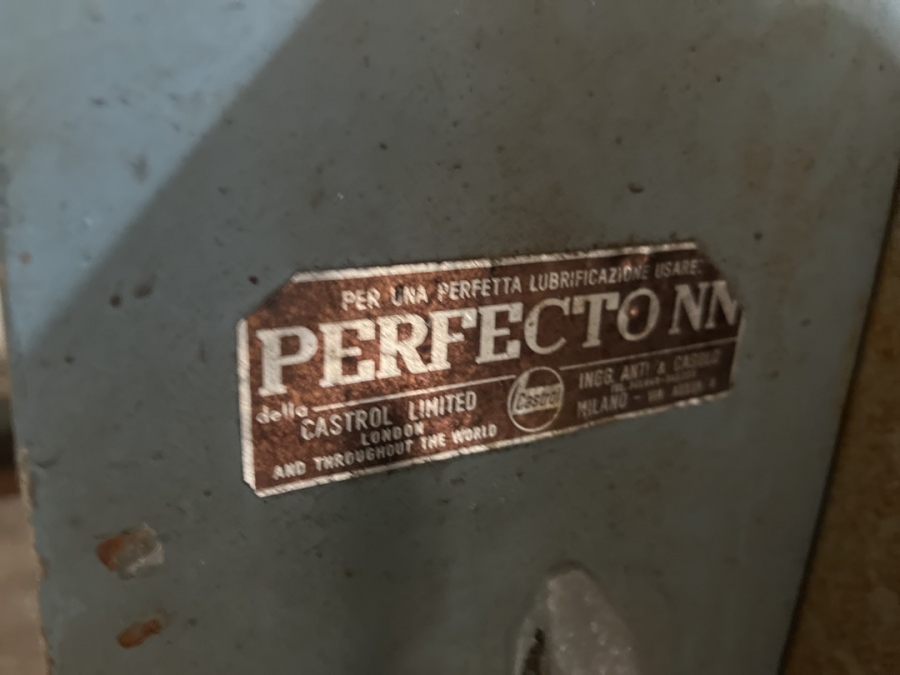 PER UNA PERFETTA LUBRIFICAZIONE USARE:
PERFECTO NN
della
CASTROL LIMITED
LONDON
AND THROUGHOUT THE WORLD
Castrol
INGG. ANTI &
MILANO - VIA